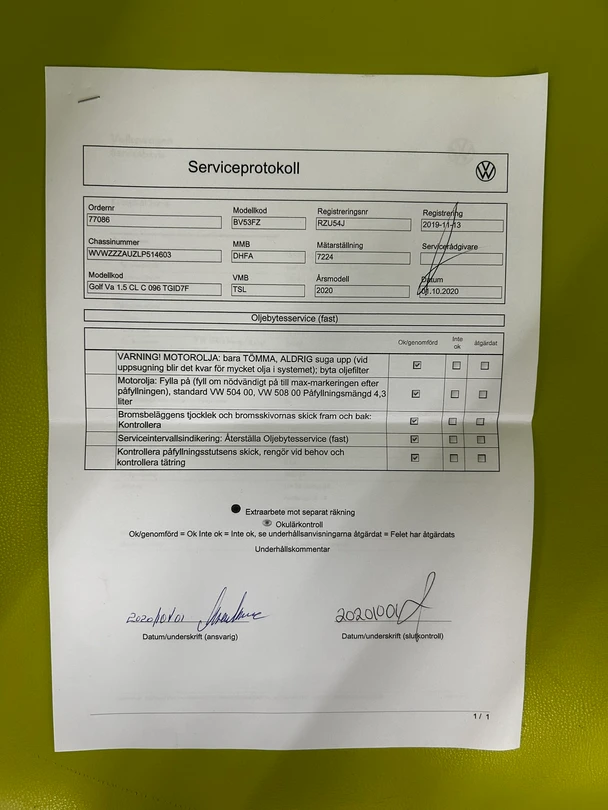 Serviceprotokoll
Ordernr Modellkod Registreringsnr Registrering
77086 BV53FZ RZU54J 2019-11-13
Chassinummer MMB Mätarställning Servicerådgivare
WVWZZZAUZLP514603 DHFA 7224
Modellkod VMB Årsmodell Datum
Golf Va 1.5 CL C 096 TGID7F TSL 2020 01.10.2020
Oljebytesservice (fast)
Ok/genomförd Inte ok åtgärdat
VARNING! MOTOROLJA: bara TÖMMA, ALDRIG suga upp (vid
uppsugning blir det kvar för mycket olja i systemet); byta oljefilter
Motorolja: Fylla på (fyll om nödvändigt på till max-markeringen efter
påfyllningen), standard VW 504 00, VW 508 00 Påfyllningsmängd 4,3
liter
Bromsbeläggens tjocklek och bromsskivornas skick fram och bak:
Kontrollera
Serviceintervallsindikering: Återställa Oljebytesservice (fast)
Kontrollera påfyllningsstutsens skick, rengör vid behov och
kontrollera tätring
Extraarbete mot separat räkning
Okulärkontroll
Ok/genomförd = Ok Inte ok = Inte ok, se underhållsanvisningarna åtgärdat = Felet har åtgärdats
Underhållskommentar
2020/10/01 20201001
Datum/underskrift (ansvarig) Datum/underskrift (slutkontroll)
1 / 1